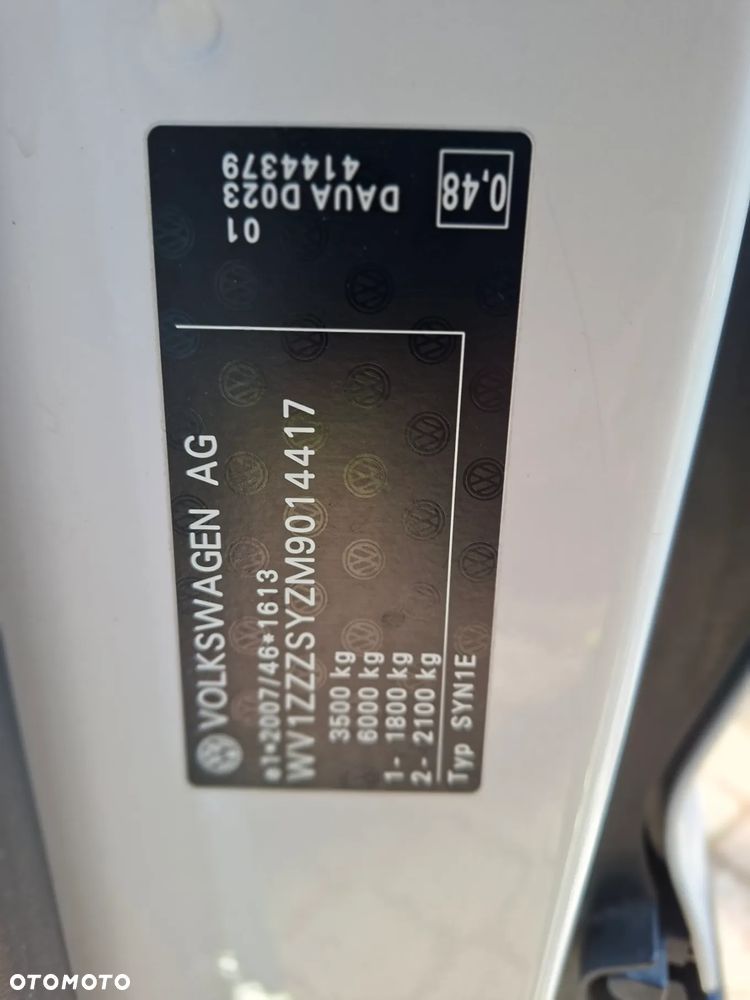 VOLKSWAGEN AG
e1*2007/46*1613
WV1ZZZSYZM9014417
3500 kg
6000 kg
1- 1800 kg
2- 2100 kg
Typ SYN1E
01
DAUA D023
4144379
0,48
OTOMOTO